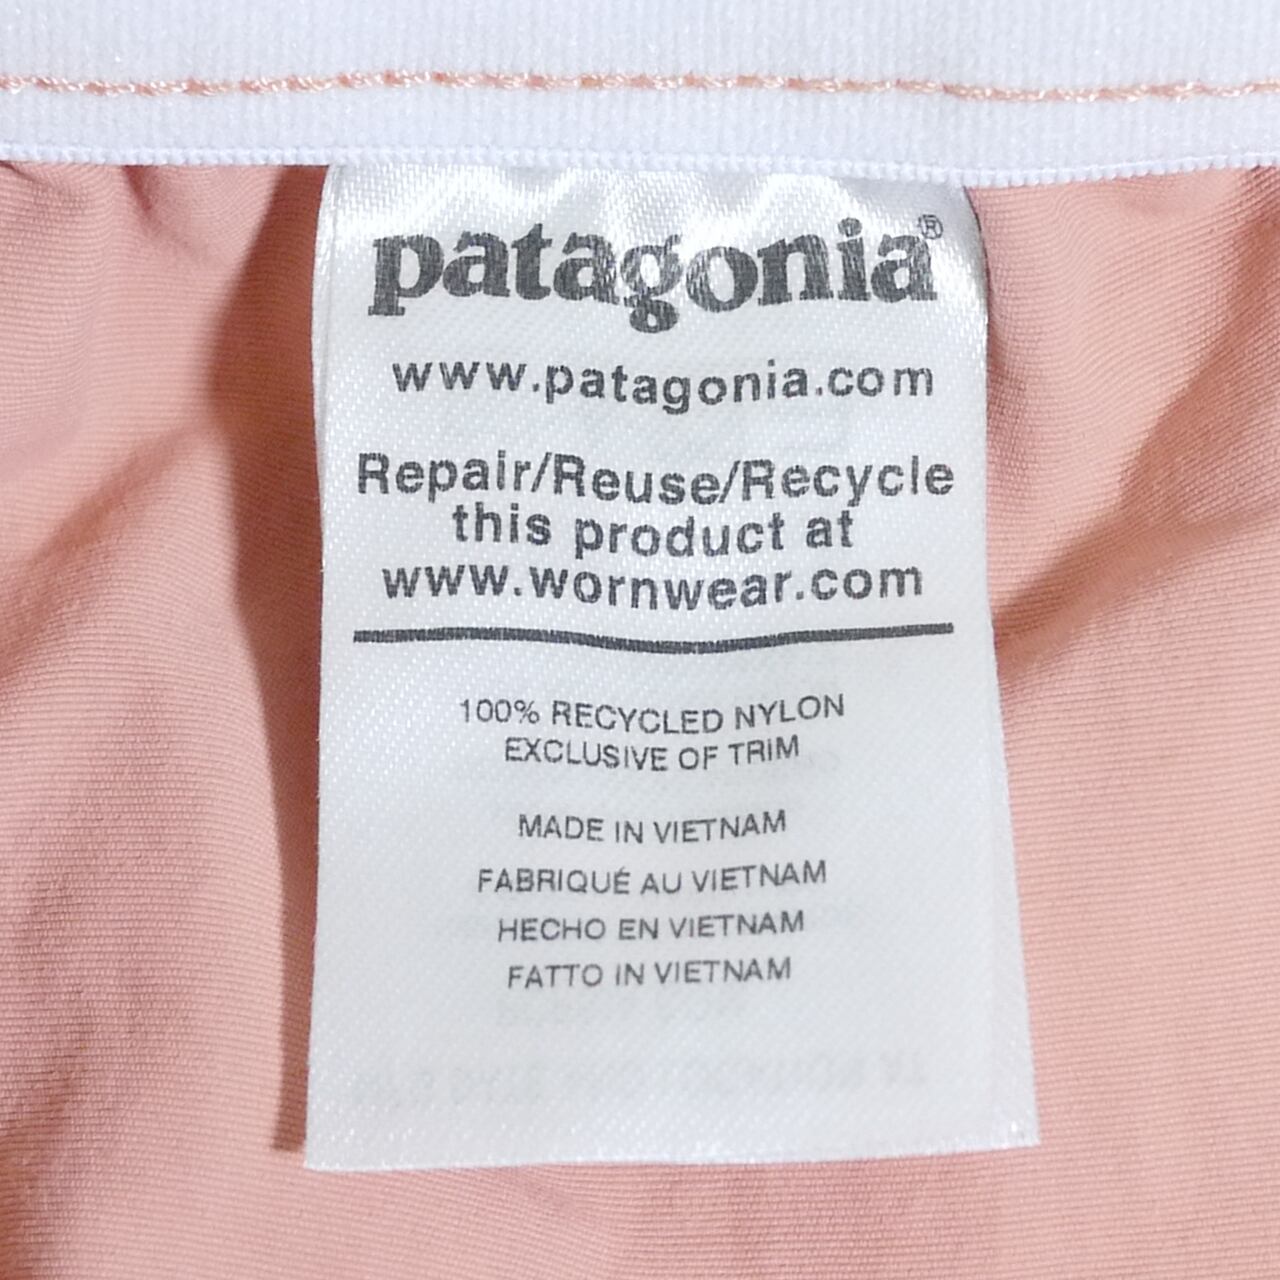 patagonia®
www.patagonia.com
Repair/Reuse/Recycle
this product at
www.wornwear.com
100% RECYCLED NYLON
EXCLUSIVE OF TRIM
MADE IN VIETNAM
FABRIQUÉ AU VIETNAM
HECHO EN VIETNAM
FATTO IN VIETNAM